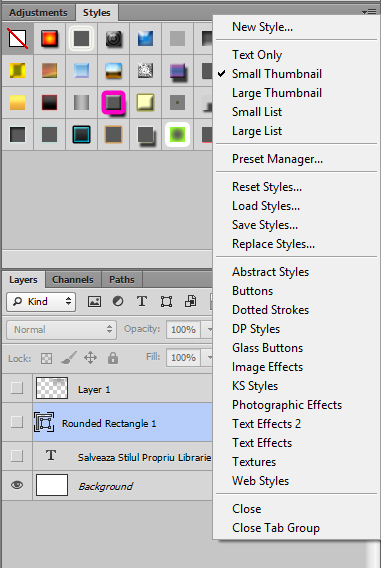 Adjustments Styles
New Style...
Text Only
Small Thumbnail
Large Thumbnail
Small List
Large List
Preset Manager...
Reset Styles...
Load Styles...
Save Styles...
Replace Styles...
Abstract Styles
Buttons
Dotted Strokes
DP Styles
Glass Buttons
Image Effects
KS Styles
Photographic Effects
Text Effects 2
Text Effects
Textures
Web Styles
Close
Close Tab Group
Layers Channels Paths
Kind
Normal Opacity: 100%
Lock: Fill: 100%
Layer 1
Rounded Rectangle 1
T Salveaza Stilul Propriu Librarie
Background